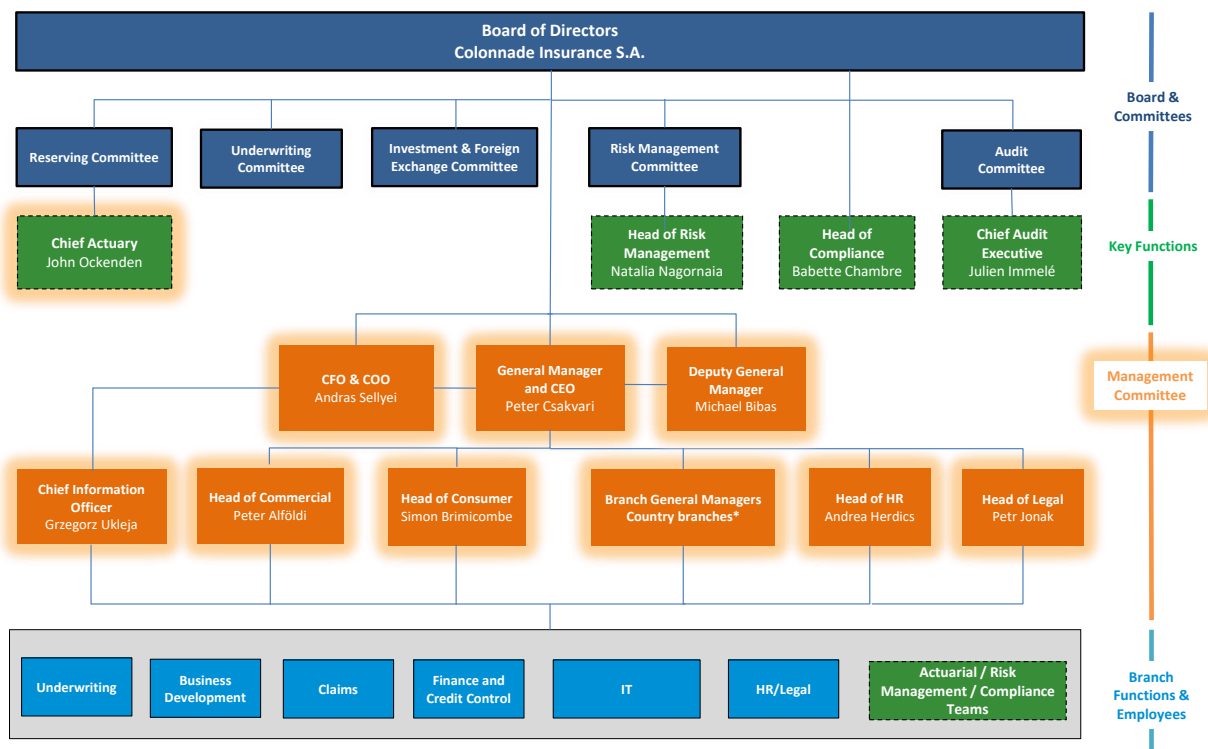 Board of Directors
Colonnade Insurance S.A.
Board &
Committees
Reserving Committee
Underwriting
Committee
Investment & Foreign
Exchange Committee
Risk Management
Committee
Audit
Committee
Chief Actuary
John Ockenden
Head of Risk
Management
Natalia Nagornaia
Head of
Compliance
Babette Chambre
Chief Audit
Executive
Julien Immelé
Key Functions
CFO & COO
Andras Sellyei
General Manager
and CEO
Peter Csakvari
Deputy General
Manager
Michael Bibas
Management
Committee
Chief Information
Officer
Grzegorz Ukleja
Head of Commercial
Peter Alföldi
Head of Consumer
Simon Brimicombe
Branch General Managers
Country branches*
Head of HR
Andrea Herdics
Head of Legal
Petr Jonak
Underwriting
Business
Development
Claims
Finance and
Credit Control
IT
HR/Legal
Actuarial / Risk
Management / Compliance
Teams
Branch
Functions &
Employees